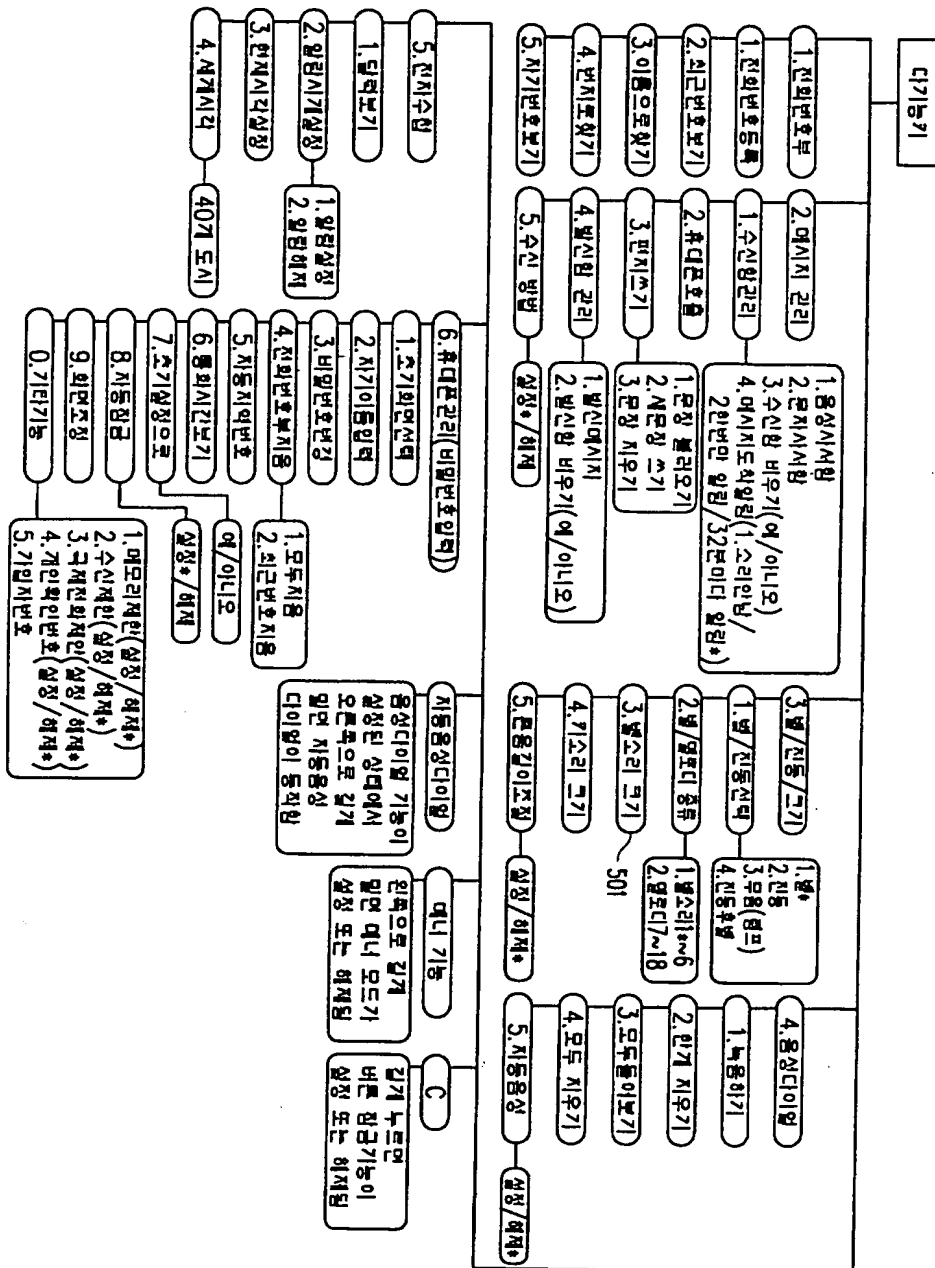 다기능키
1.전화번호부
1.전화번호등록
2.최근번호보기
3.이름으로찾기
4.번지로찾기
5.자기번호보기
2.메시지 관리
1.수신함관리
1.음성사서함
2.문자사서함
3.수신함 비우기(예/아니오)
4.메시지도착알림(1.소리안남/
2한번만 알림/32분마다 알림*)
2.휴대폰호출
3.편지쓰기
1.문장 불러오기
2.새문장 쓰기
3.문장 지우기
4.발신함 관리
1.발신메시지
2.발신함 비우기(예/아니오)
5.수신 방법
설정*/해제
3.벨/진동/크기
1.벨/진동선택
1.벨*
2.진동
3.무음(램프)
4.진동후벨
2.벨/멜로디 종류
1.벨소리1*~6
2.멜로디7~18
3.벨소리 크기
501
4.키소리 크기
5.톤음길이조절
설정/해제*
4.음성다이얼
1.녹음하기
2.한개 지우기
3.모두들어보기
4.모두 지우기
5.자동음성
설정/해제*
5.전자수첩
1.달력보기
2.알람시계설정
1.알람설정
2.알람해지
3.현재시각설정
4.세계시각
40개 도시
6.휴대폰관리(비밀번호입력)
1.초기화면선택
2.자기이름입력
3.비밀번호변경
4.전화번호부지움
1.모두지움
2.최근번호지움
5.자동지역번호
6.통화시간보기
7.초기설정으로
예/아니오
8.자동잠금
설정*/해제
9.화면조정
0.기타기능
1.메모리제한(설정/해제*)
2.수신제한(설정/해제*)
3.국제전화제한(설정/해제*)
4.개인확인번호(설정/해제*)
5.가입자번호
자동음성다이얼
음성다이얼 기능이
설정된 상태에서
오른쪽으로 길게
밀면 자동음성
다이얼이 동작함
매너 기능
왼쪽으로 길게
밀면 매너 모드가
설정 또는 해제됨
C
길게 누르면
버튼 잠금기능이
설정 또는 해제됨